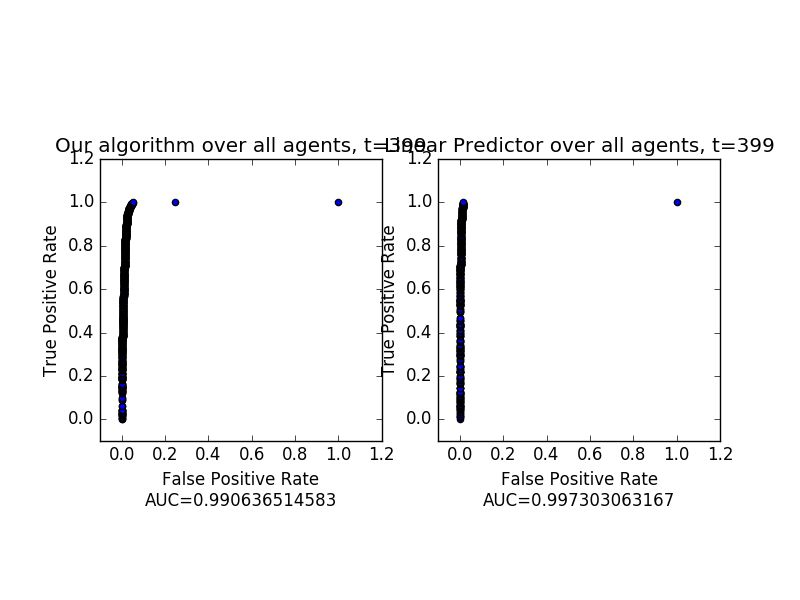 Our algorithm over all agents, t=399
Linear Predictor over all agents, t=399
1.2
1.0
0.8
0.6
0.4
0.2
0.0
True Positive Rate
0.0 0.2 0.4 0.6 0.8 1.0 1.2
False Positive Rate
AUC=0.990636514583
1.2
1.0
0.8
0.6
0.4
0.2
0.0
True Positive Rate
0.0 0.2 0.4 0.6 0.8 1.0 1.2
False Positive Rate
AUC=0.997303063167